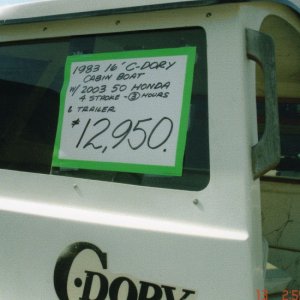 1983 16' C-DORY
CABIN BOAT
W/ 2003 50 HONDA
4 STROKE - 3 HOURS
& TRAILER
$12,950.
C·DORY